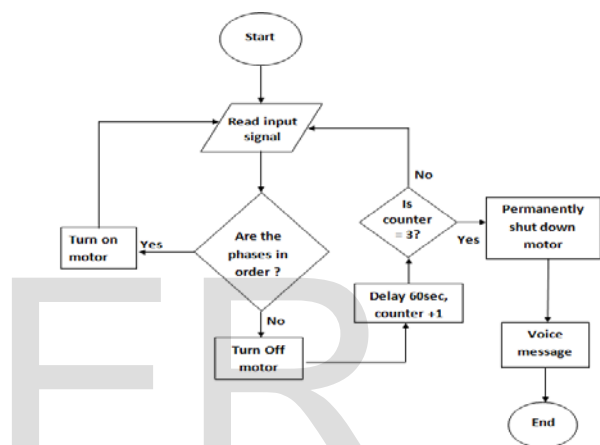 Start
Read input
signal
Are the
phases in
order ?
Yes
Turn on
motor
No
Turn Off
motor
Delay 60sec,
counter +1
Is
counter
= 3?
No
Yes
Permanently
shut down
motor
Voice
message
End
FR